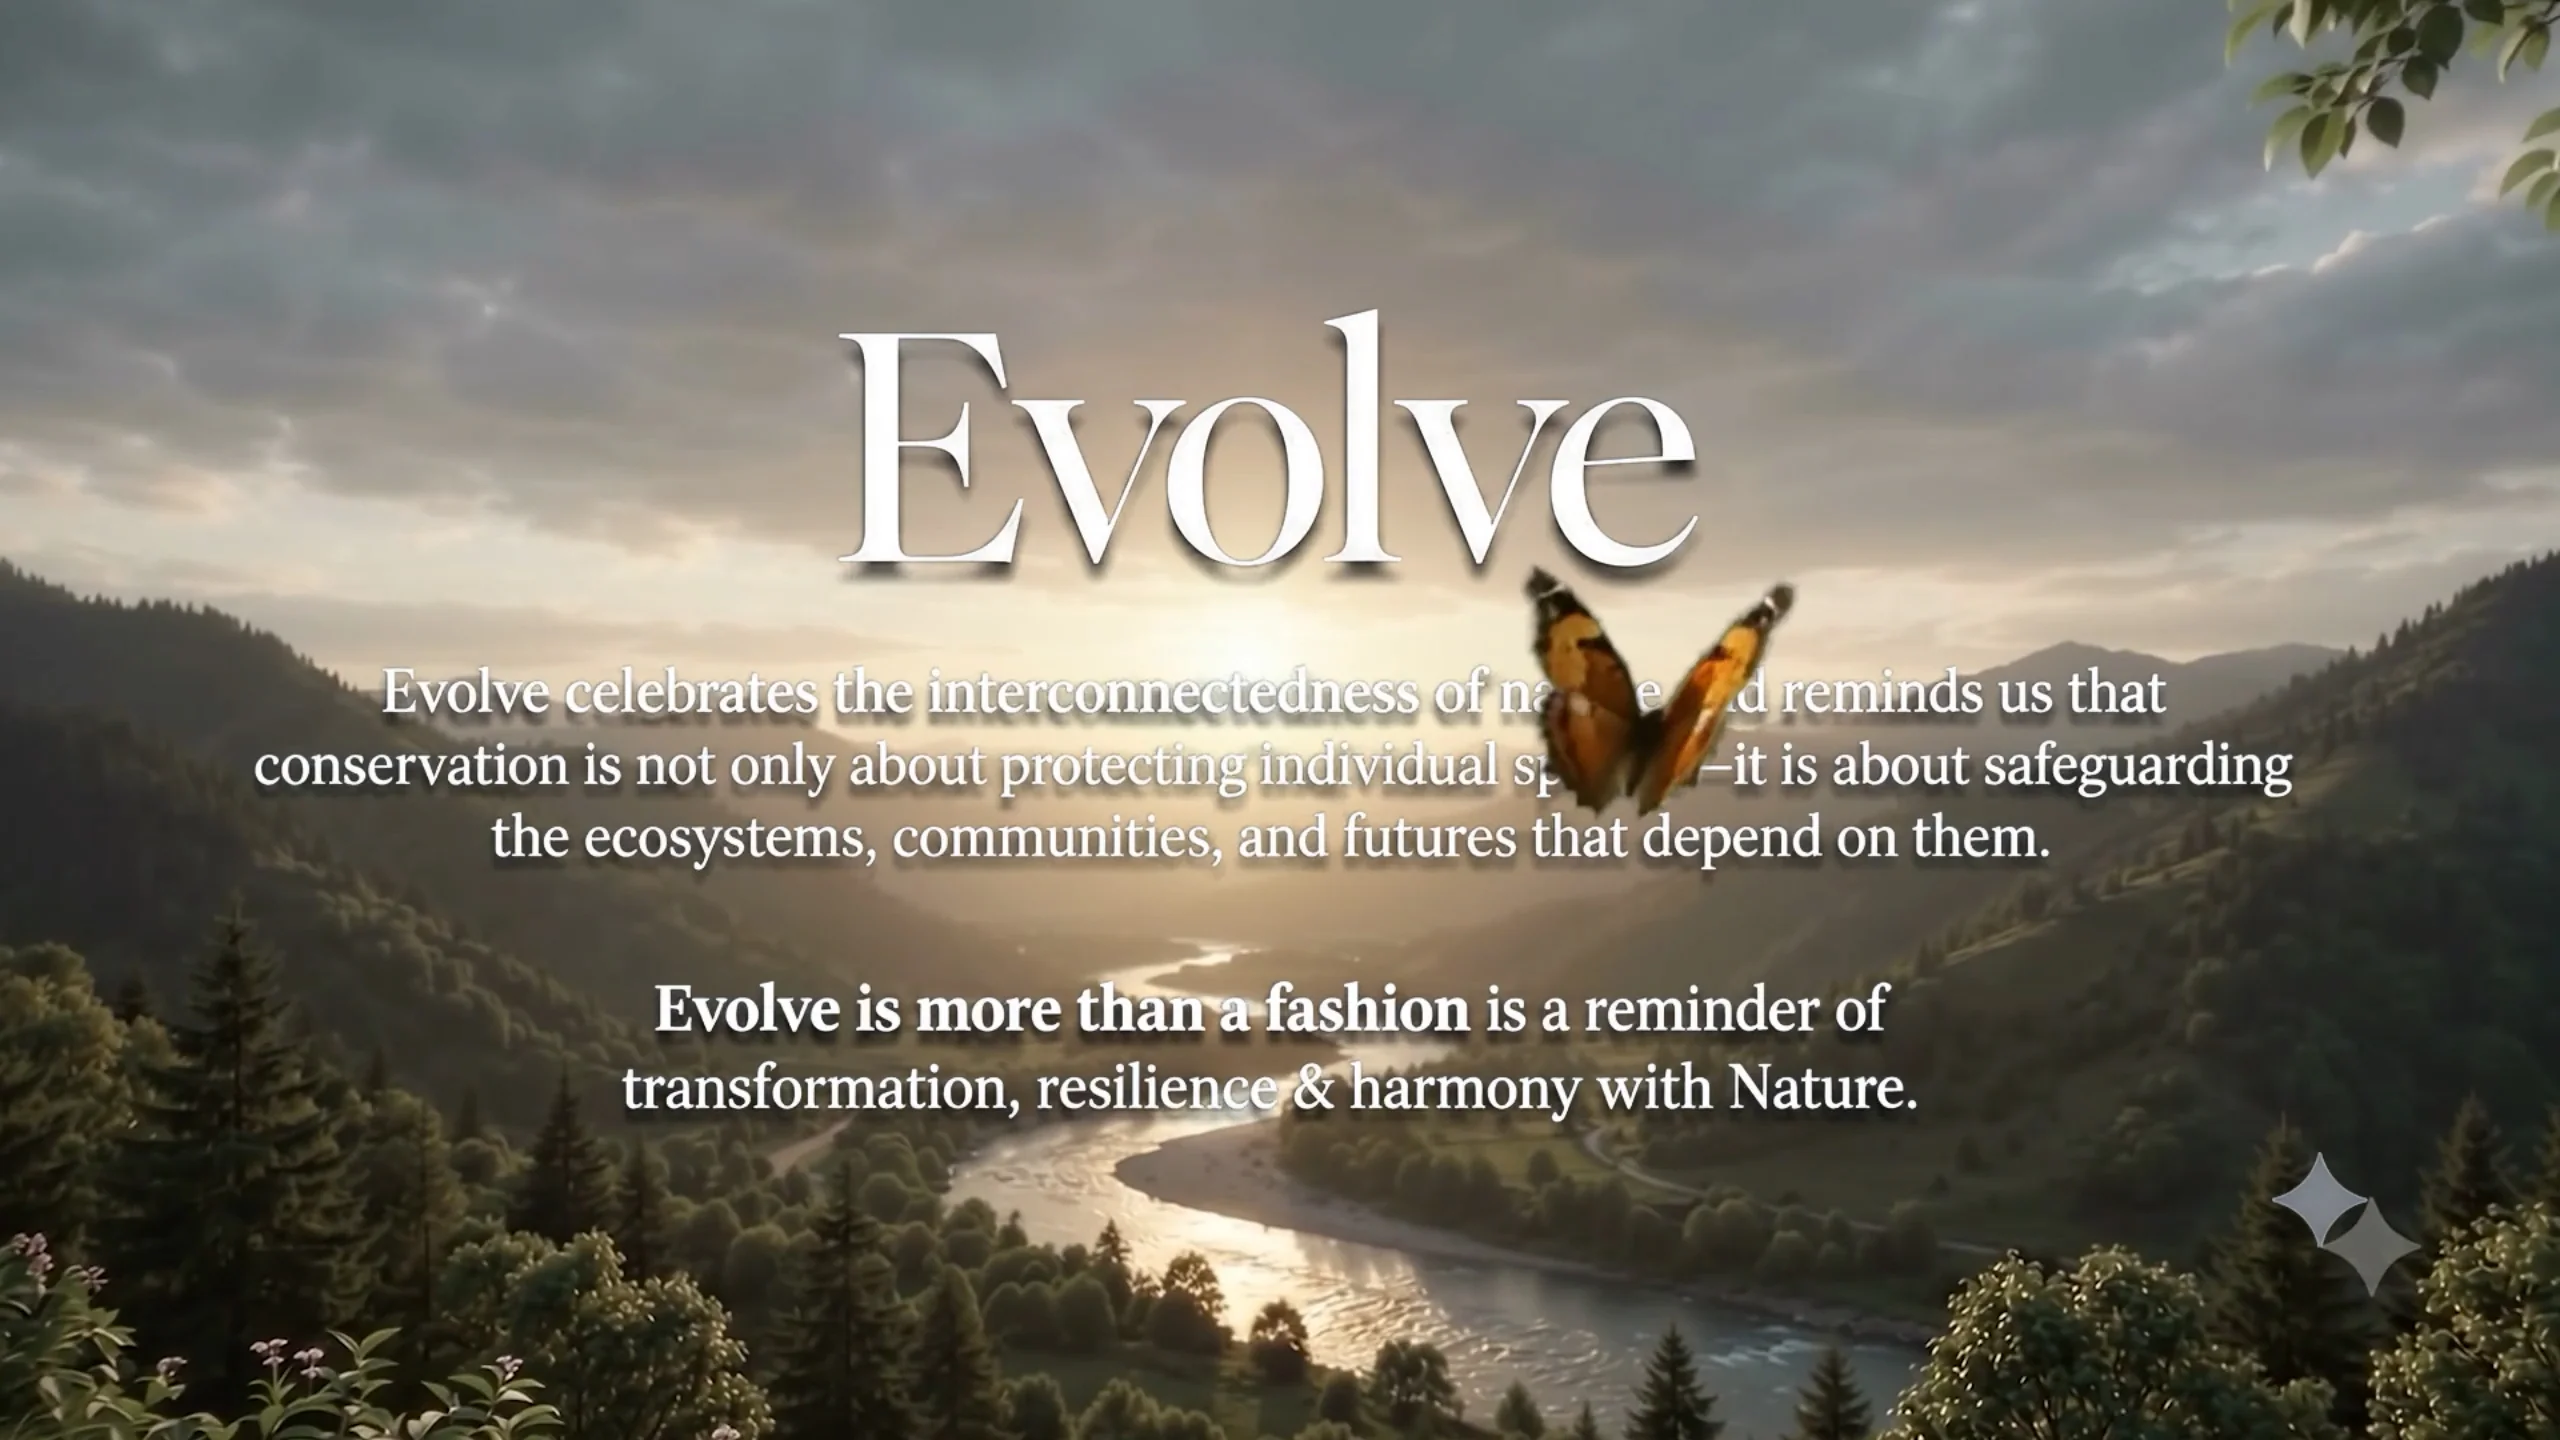 Evolve
Evolve celebrates the interconnectedness of reminds us that
conservation is not only about protecting individual —it is about safeguarding
the ecosystems, communities, and futures that depend on them.
Evolve is more than a fashion is a reminder of
transformation, resilience & harmony with Nature.